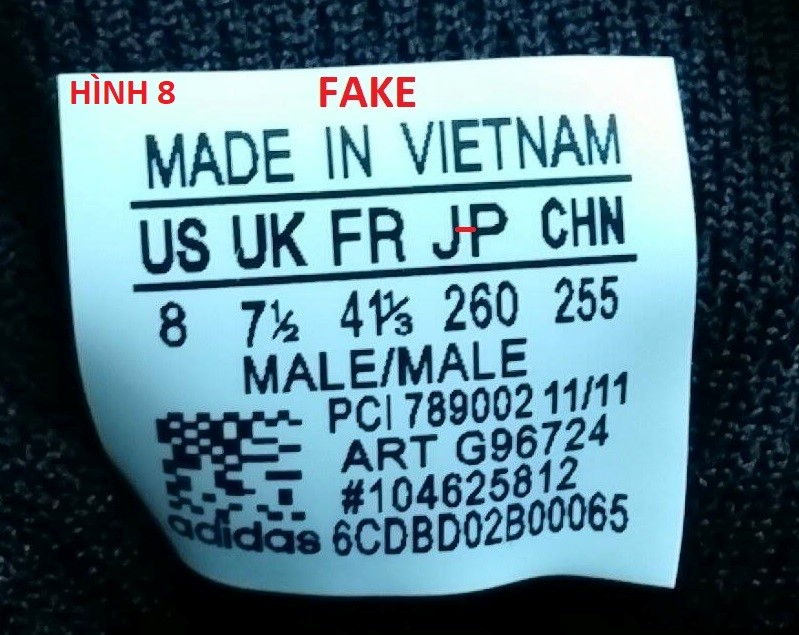 HÌNH 8 FAKE
MADE IN VIETNAM
US UK FR JP CHN
8 7½ 41⅓ 260 255
MALE/MALE
PCI 789002 11/11
ART G96724
#104625812
adidas 6CDBD02B00065